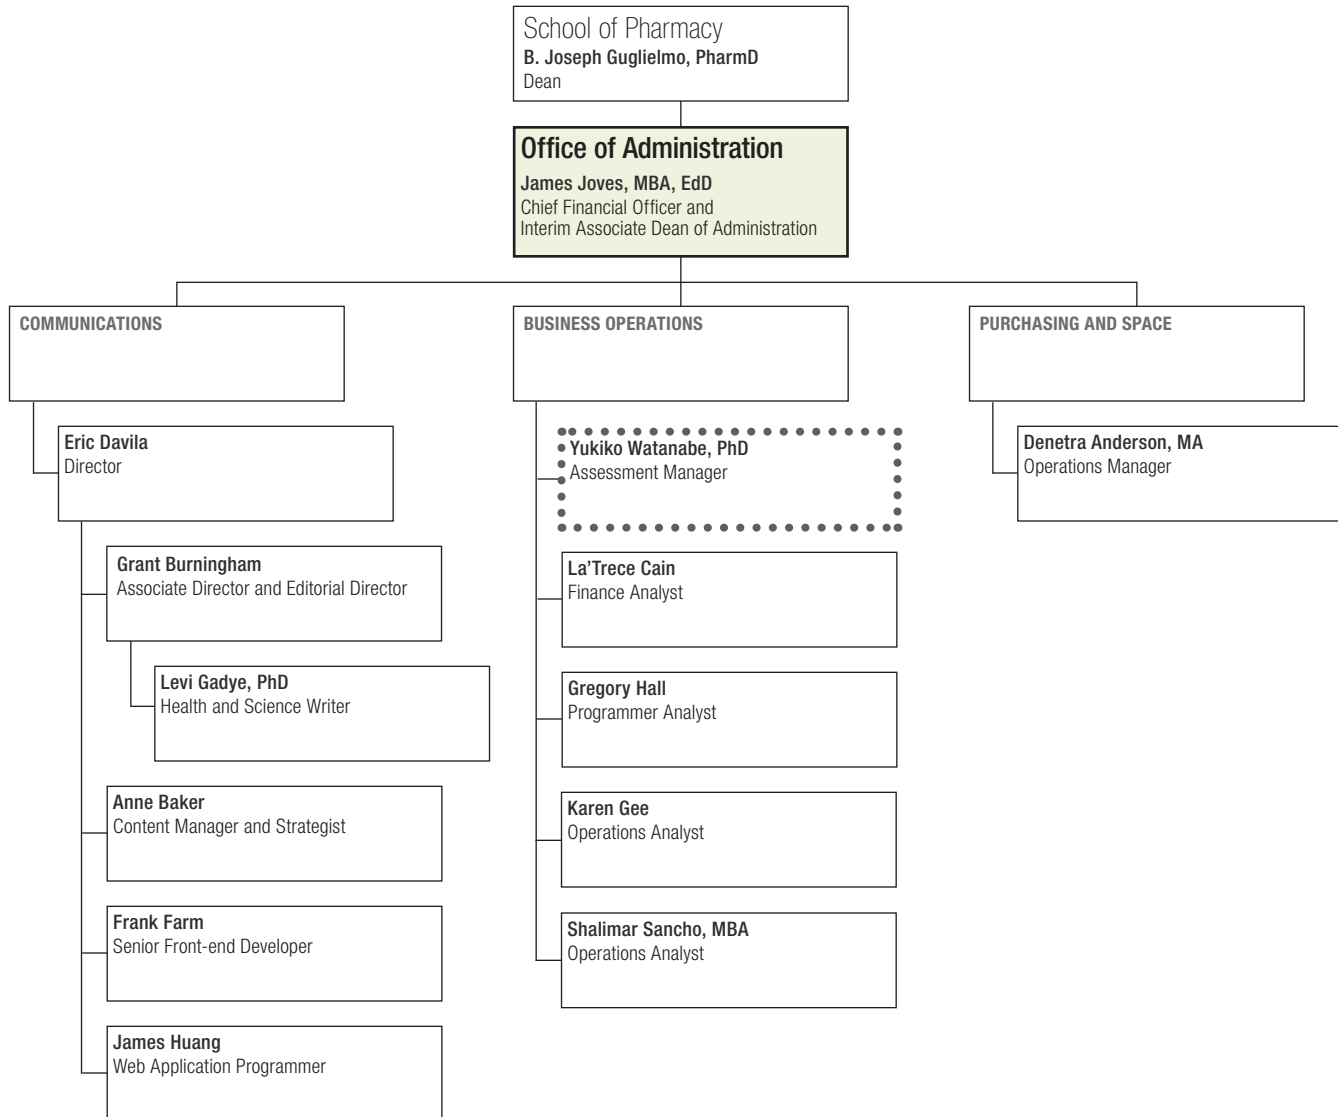 School of Pharmacy
B. Joseph Guglielmo, PharmD
Dean
Office of Administration
James Joves, MBA, EdD
Chief Financial Officer and
Interim Associate Dean of Administration
COMMUNICATIONS
Eric Davila
Director
Grant Burningham
Associate Director and Editorial Director
Levi Gadye, PhD
Health and Science Writer
Anne Baker
Content Manager and Strategist
Frank Farm
Senior Front-end Developer
James Huang
Web Application Programmer
BUSINESS OPERATIONS
Yukiko Watanabe, PhD
Assessment Manager
La’Trece Cain
Finance Analyst
Gregory Hall
Programmer Analyst
Karen Gee
Operations Analyst
Shalimar Sancho, MBA
Operations Analyst
PURCHASING AND SPACE
Denetra Anderson, MA
Operations Manager